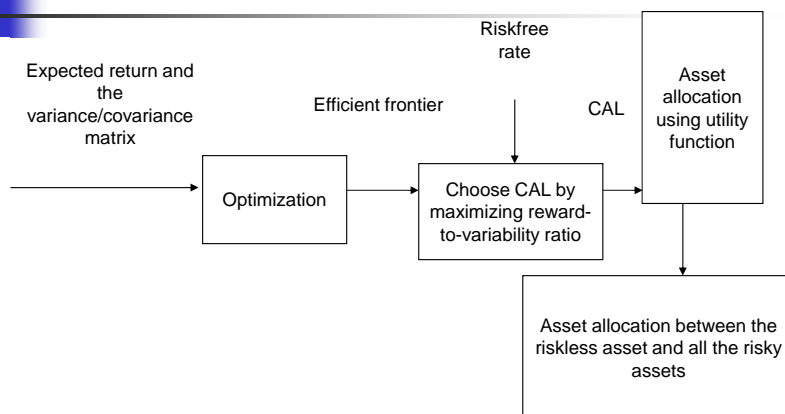 Expected return and
the
variance/covariance
matrix
Optimization
Efficient frontier
Riskfree
rate
Choose CAL by
maximizing reward-
to-variability ratio
CAL
Asset
allocation
using utility
function
Asset allocation between the
riskless asset and all the risky
assets